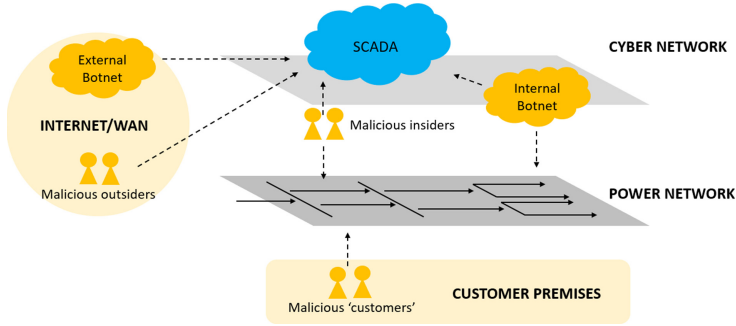 SCADA
CYBER NETWORK
External
Botnet
Internal
Botnet
INTERNET/WAN
Malicious insiders
Malicious outsiders
POWER NETWORK
CUSTOMER PREMISES
Malicious ‘customers’